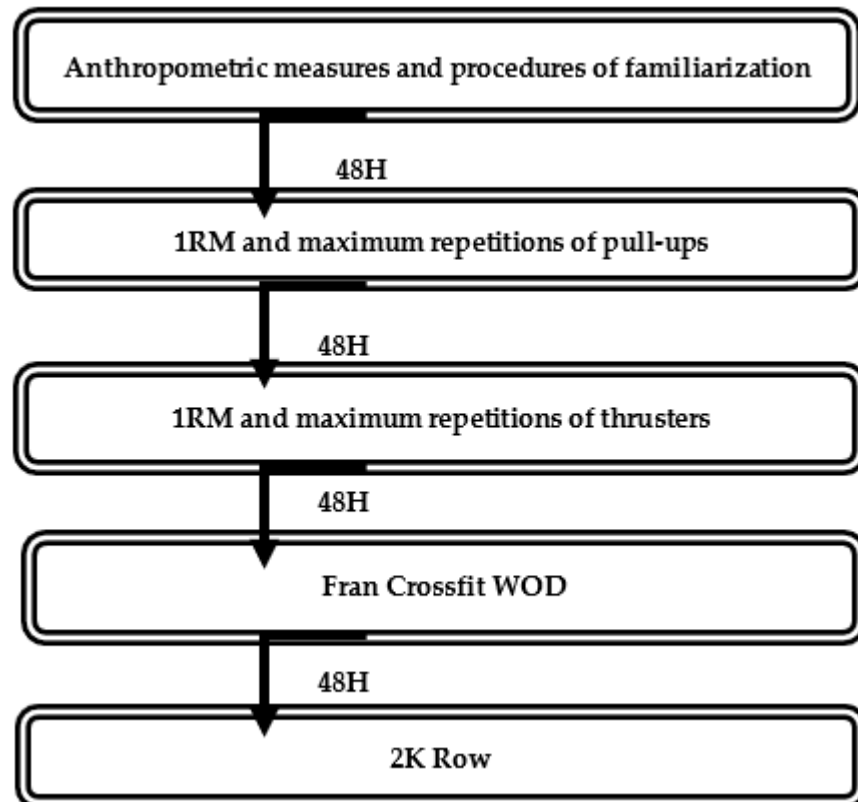 Anthropometric measures and procedures of familiarization
48H
1RM and maximum repetitions of pull-ups
48H
1RM and maximum repetitions of thrusters
48H
Fran Crossfit WOD
48H
2K Row